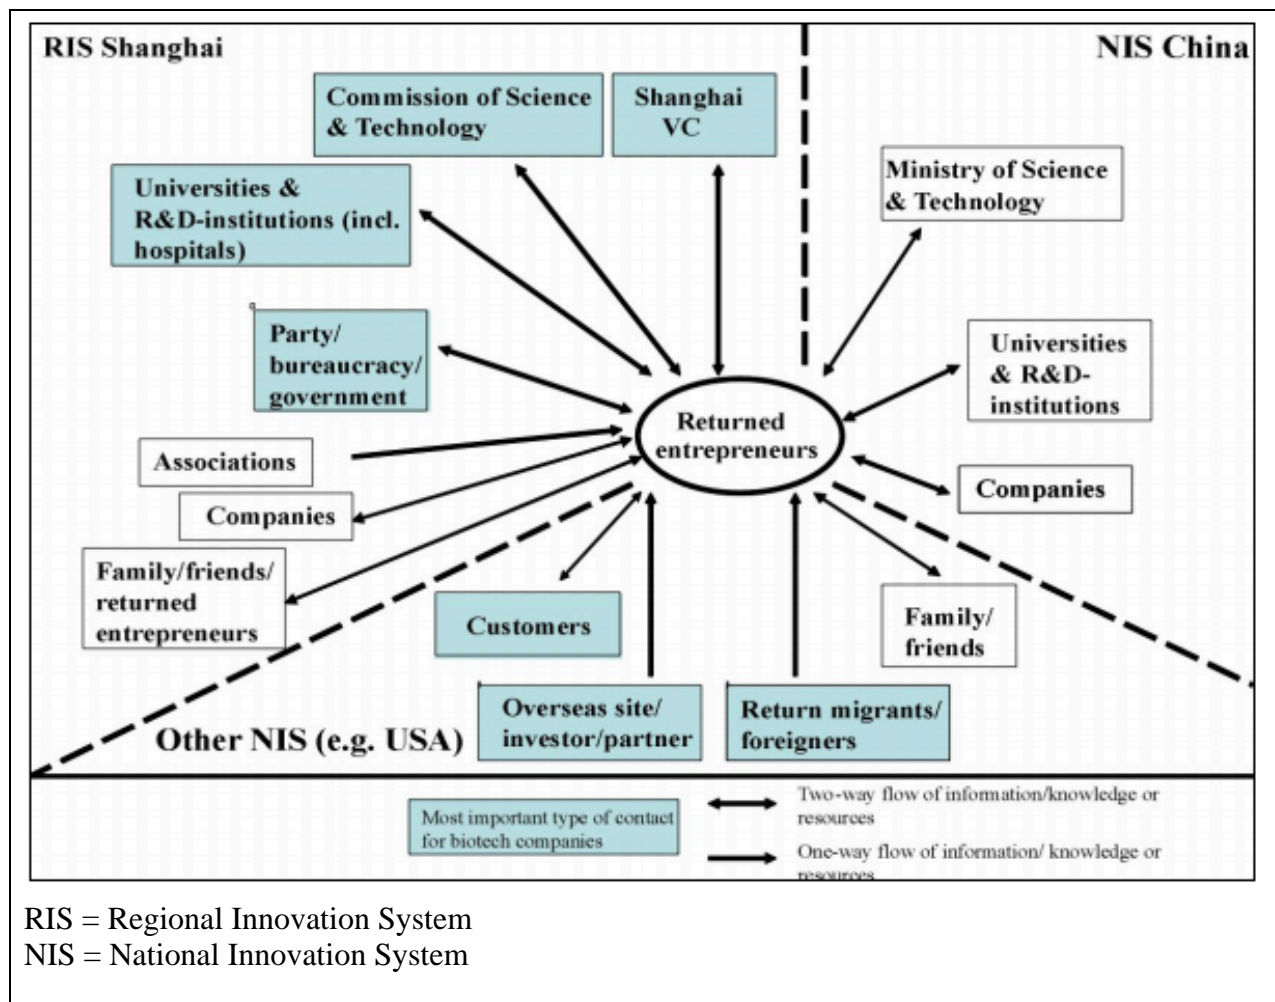 RIS Shanghai
NIS China
Commission of Science
& Technology
Shanghai
VC
Universities &
R&D-institutions (incl.
hospitals)
Ministry of Science
& Technology
Party/
bureaucracy/
government
Universities
& R&D-
institutions
Returned
entrepreneurs
Associations
Companies
Companies
Family/friends/
returned
entrepreneurs
Customers
Family/
friends
Overseas site/
investor/partner
Return migrants/
foreigners
Other NIS (e.g. USA)
Most important type of contact
for biotech companies
Two-way flow of information/knowledge or
resources
One-way flow of information/ knowledge or
resources
RIS = Regional Innovation System
NIS = National Innovation System